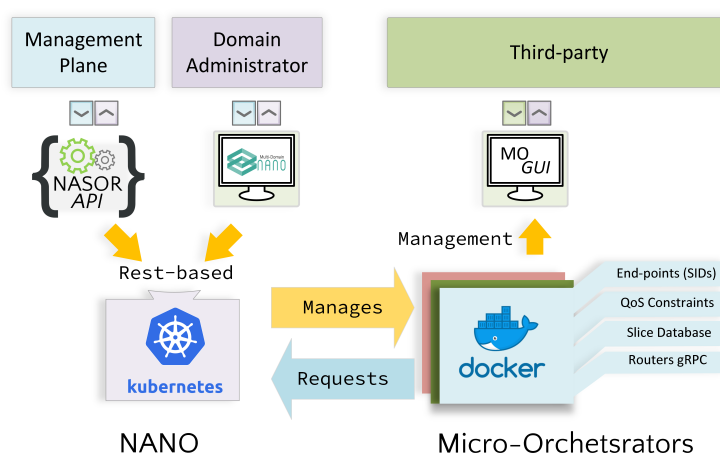 Management
Plane
Domain
Administrator
Third-party
NASOR
API
Multi-Domain
NANO
MO
GUI
Management
Rest-based
Manages
Requests
kubernetes
docker
End-points (SIDs)
QoS Constraints
Slice Database
Routers gRPC
NANO
Micro-Orchetsrators